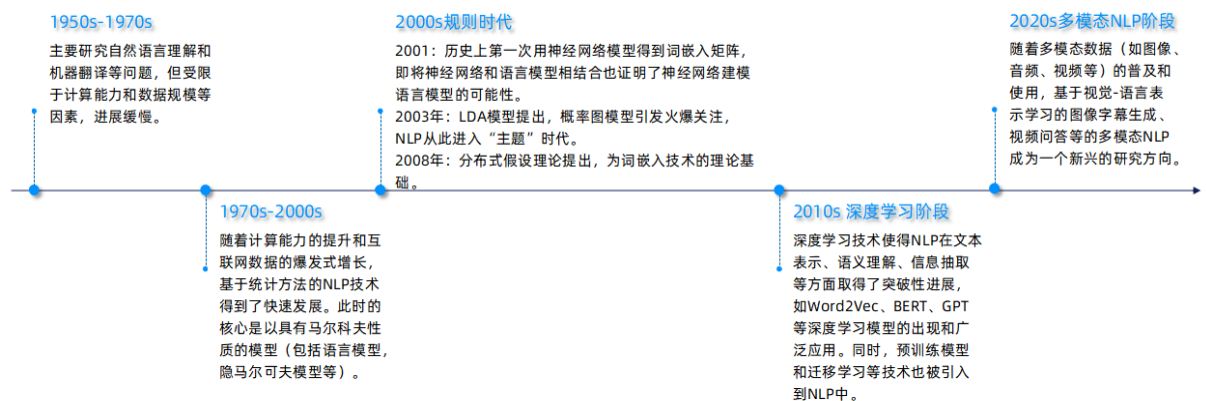 1950s-1970s
主要研究自然语言理解和
机器翻译等问题，但受限
于计算能力和数据规模等
因素，进展缓慢。
1970s-2000s
随着计算能力的提升和互
联网数据的爆发式增长，
基于统计方法的NLP技术
得到了快速发展。此时的
核心是以具有马尔科夫性
质的模型（包括语言模型，
隐马尔可夫模型等）。
2000s规则时代
2001：历史上第一次用神经网络模型得到词嵌入矩阵，
即将神经网络和语言模型相结合也证明了神经网络建模
语言模型的可能性。
2003年：LDA模型提出，概率图模型引发火爆关注，
NLP从此进入“主题”时代。
2008年：分布式假设理论提出，为词嵌入技术的理论基
础。
2010s 深度学习阶段
深度学习技术使得NLP在文本
表示、语义理解、信息抽取
等方面取得了突破性进展，
如Word2Vec、BERT、GPT
等深度学习模型的出现和广
泛应用。同时，预训练模型
和迁移学习等技术也被引入
到NLP中。
2020s多模态NLP阶段
随着多模态数据（如图像、
音频、视频等）的普及和
使用，基于视觉-语言表
示学习的图像字幕生成、
视频问答等的多模态NLP
成为一个新兴的研究方向。